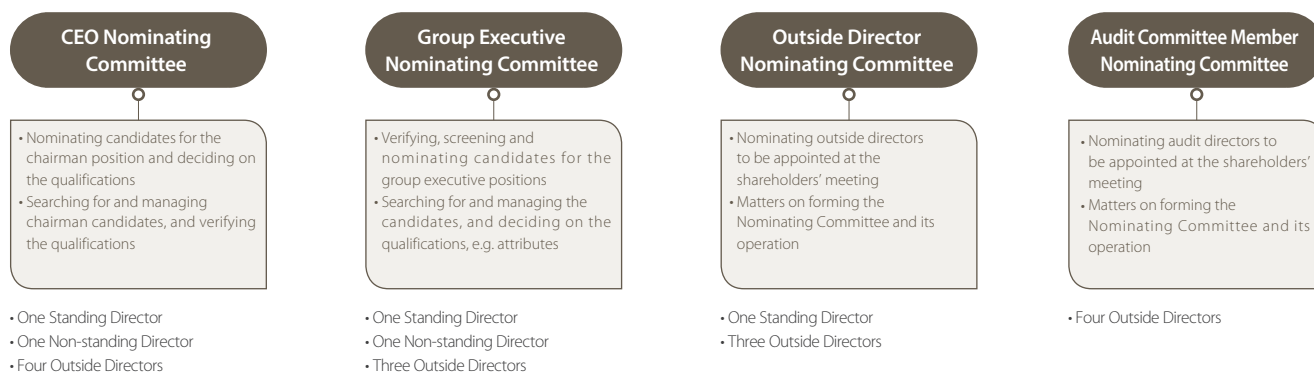 CEO Nominating
Committee
• Nominating candidates for the
chairman position and deciding on
the qualifications
• Searching for and managing
chairman candidates, and verifying
the qualifications
• One Standing Director
• One Non-standing Director
• Four Outside Directors
Group Executive
Nominating Committee
• Verifying, screening and
nominating candidates for the
group executive positions
• Searching for and managing the
candidates, and deciding on the
qualifications, e.g. attributes
• One Standing Director
• One Non-standing Director
• Three Outside Directors
Outside Director
Nominating Committee
• Nominating outside directors
to be appointed at the
shareholders’ meeting
• Matters on forming the
Nominating Committee and its
operation
• One Standing Director
• Three Outside Directors
Audit Committee Member
Nominating Committee
• Nominating audit directors to
be appointed at the shareholders’
meeting
• Matters on forming the
Nominating Committee and its
operation
• Four Outside Directors